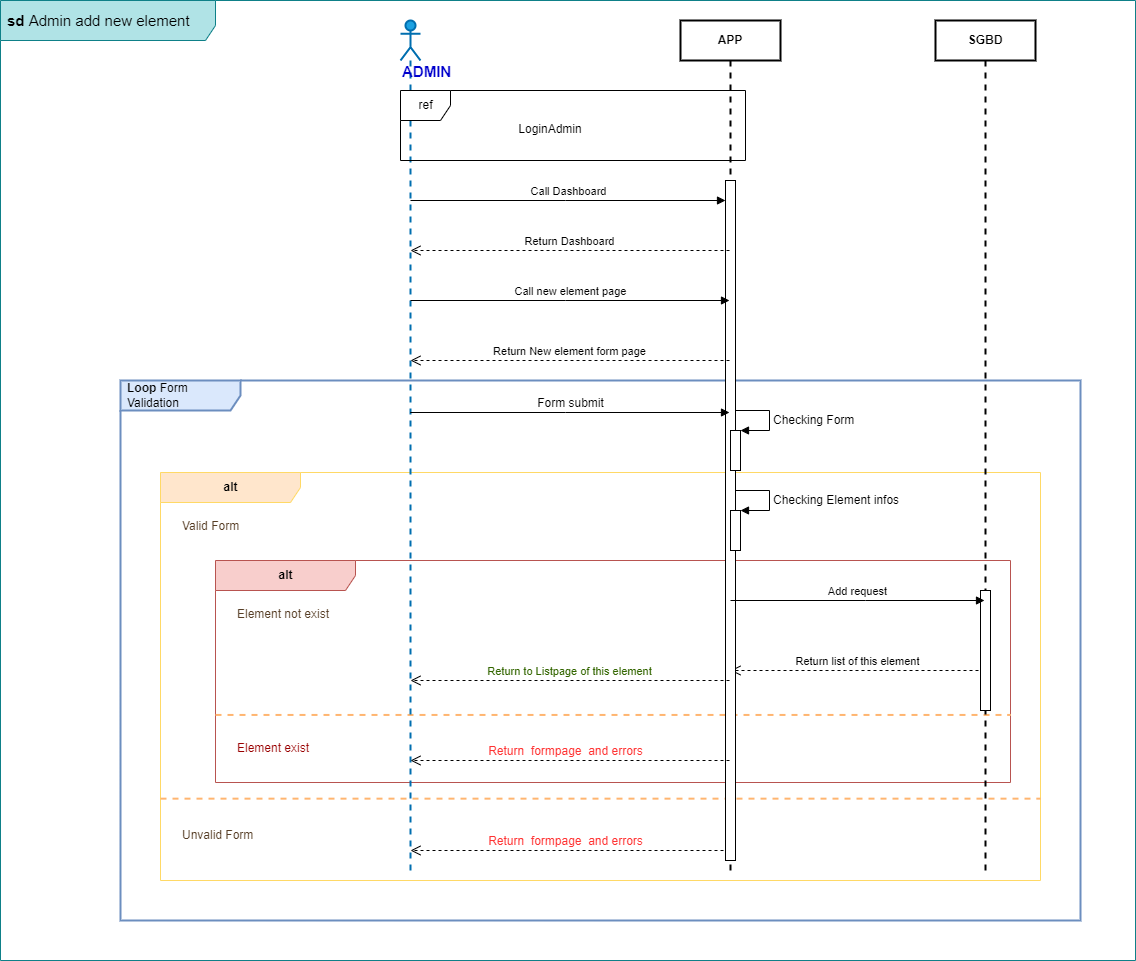 sd Admin add new element
APP
SGBD
ADMIN
ref
LoginAdmin
Call Dashboard
Return Dashboard
Call new element page
Return New element form page
Loop Form
Validation
Form submit
Checking Form
alt
Checking Element infos
Valid Form
alt
Add request
Element not exist
Return list of this element
Return to Listpage of this element
Element exist
Return formpage and errors
Unvalid Form
Return formpage and errors